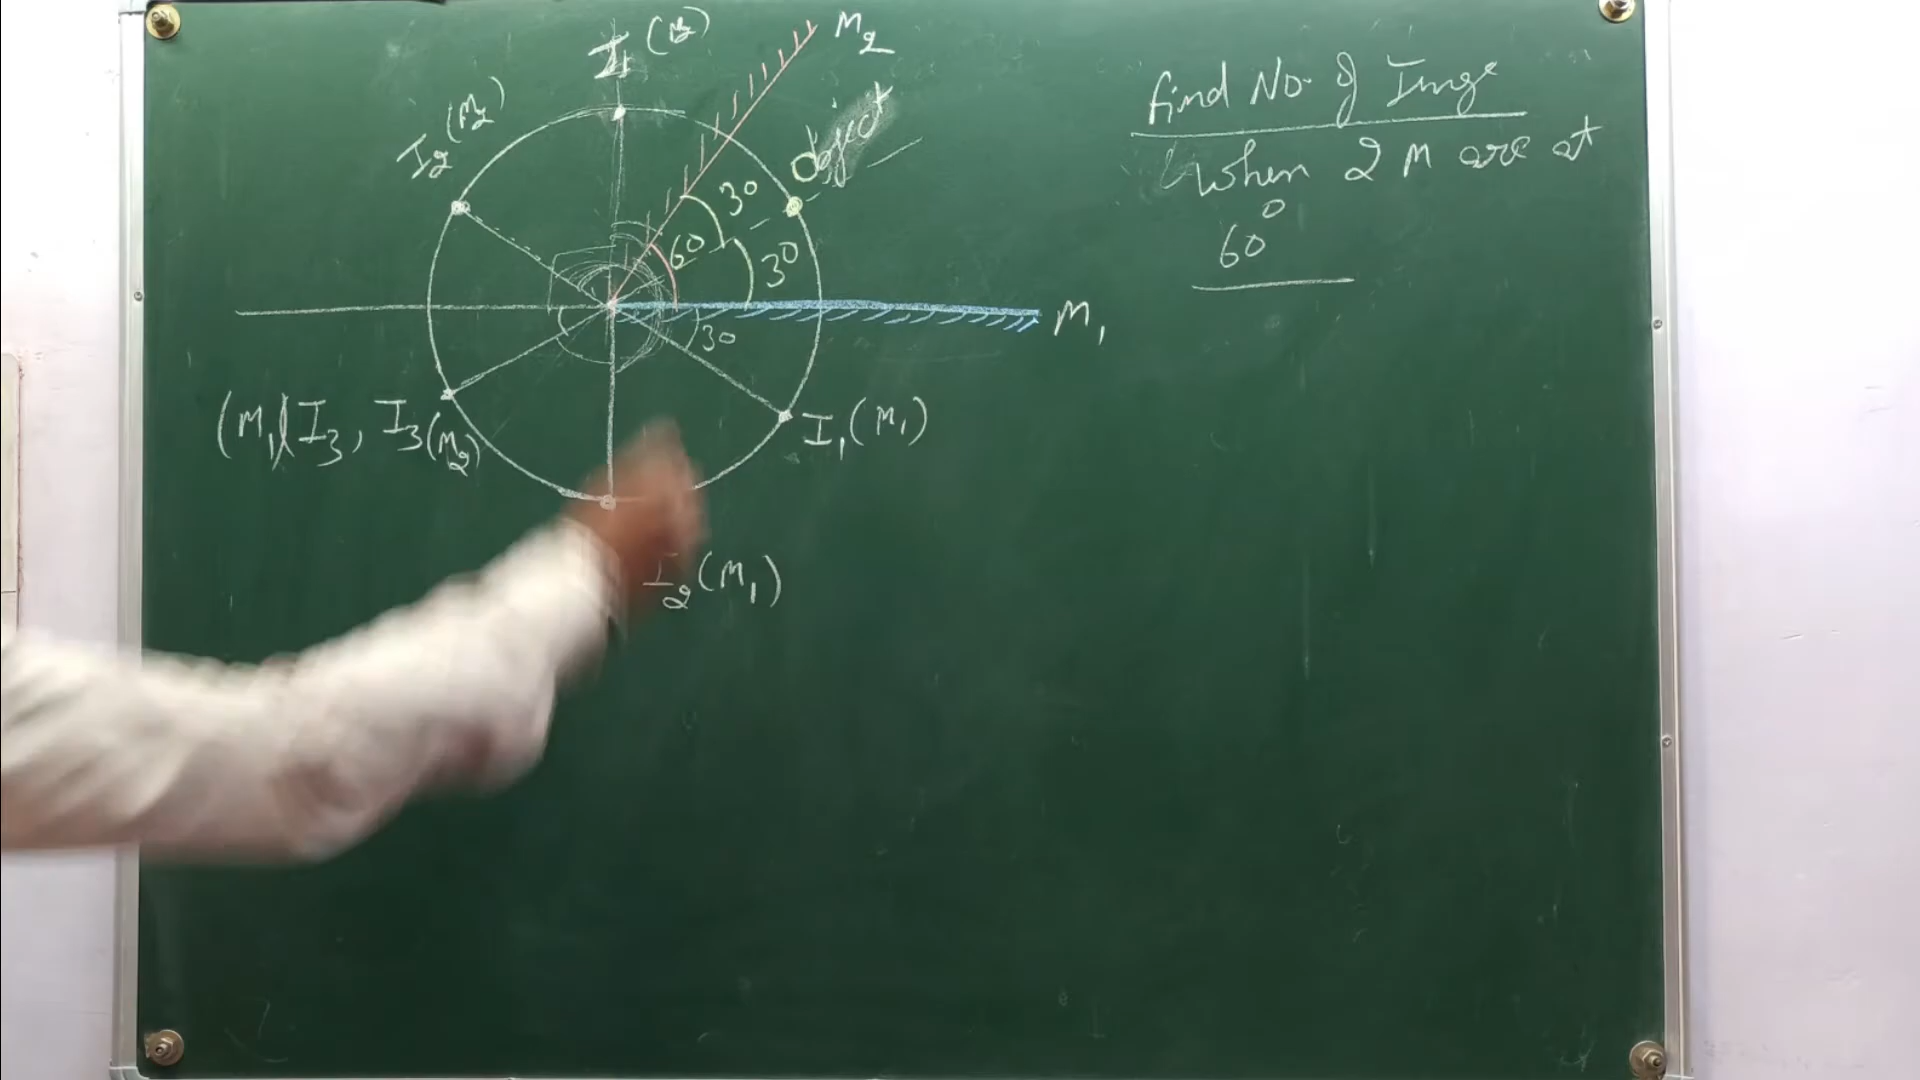 I1 (M2)
M2
I2 (M2)
object
30
60
30
30
M1
(M1) I3, I3 (M2)
I1 (M1)
I2 (M1)
find No. of Imge
when 2 M are at
60°